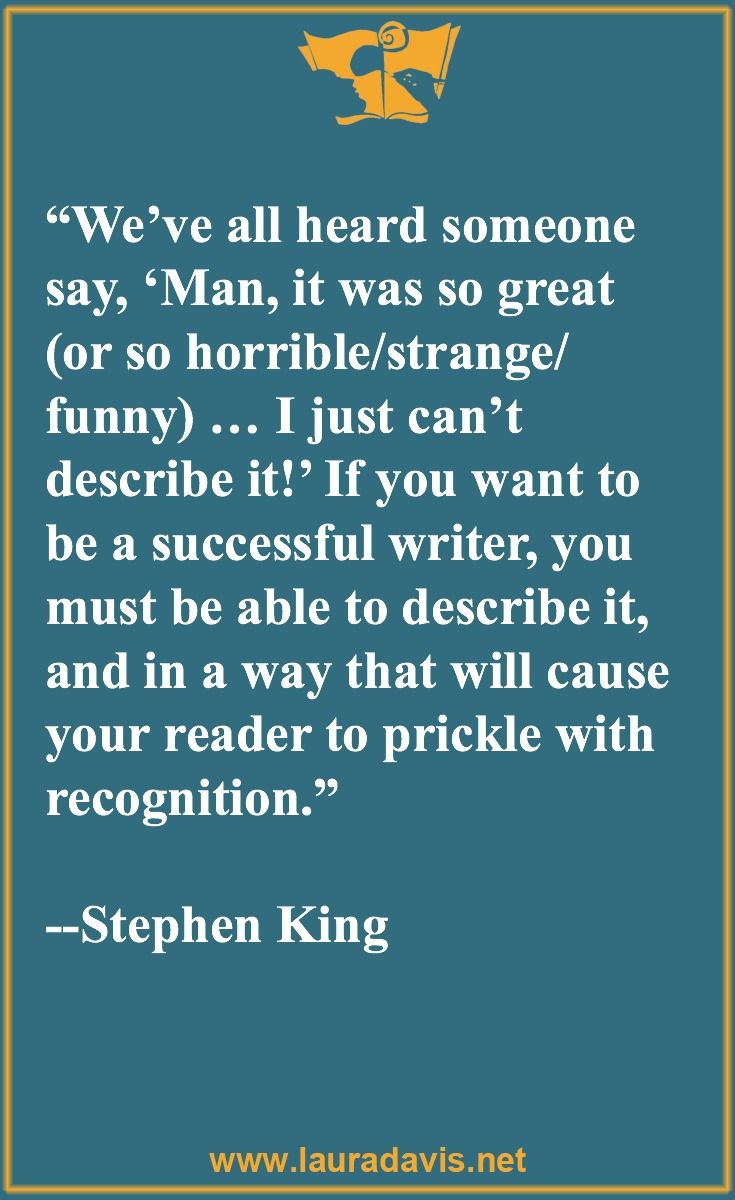 “We’ve all heard someone
say, ‘Man, it was so great
(or so horrible/strange/
funny) … I just can’t
describe it!’ If you want to
be a successful writer, you
must be able to describe it,
and in a way that will cause
your reader to prickle with
recognition.”
--Stephen King
www.lauradavis.net